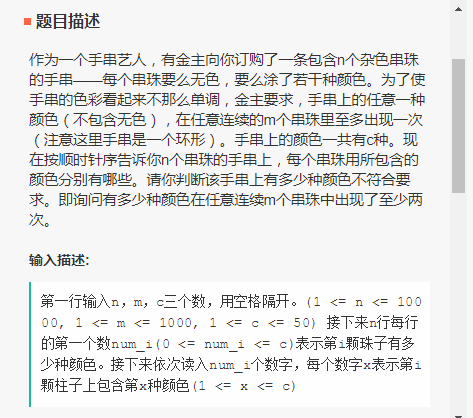 题目描述
作为一个手串艺人，有金主向你订购了一条包含n个杂色串珠
的手串——每个串珠要么无色，要么涂了若干种颜色。为了使
手串的色彩看起来不那么单调，金主要求，手串上的任意一种
颜色（不包含无色），在任意连续的m个串珠里至多出现一次
（注意这里手串是一个环形）。手串上的颜色一共有c种。现
在按顺时针序告诉你n个串珠的手串上，每个串珠用所包含的
颜色分别有哪些。请你判断该手串上有多少种颜色不符合要
求。即询问有多少种颜色在任意连续m个串珠中出现了至少两
次。
输入描述:
第一行输入n，m，c三个数，用空格隔开。(1 <= n <= 100
00, 1 <= m <= 1000, 1 <= c <= 50) 接下来n行每行
的第一个数num_i(0 <= num_i <= c)表示第i颗珠子有多
少种颜色。接下来依次读入num_i个数字，每个数字x表示第i
颗柱子上包含第x种颜色(1 <= x <= c)